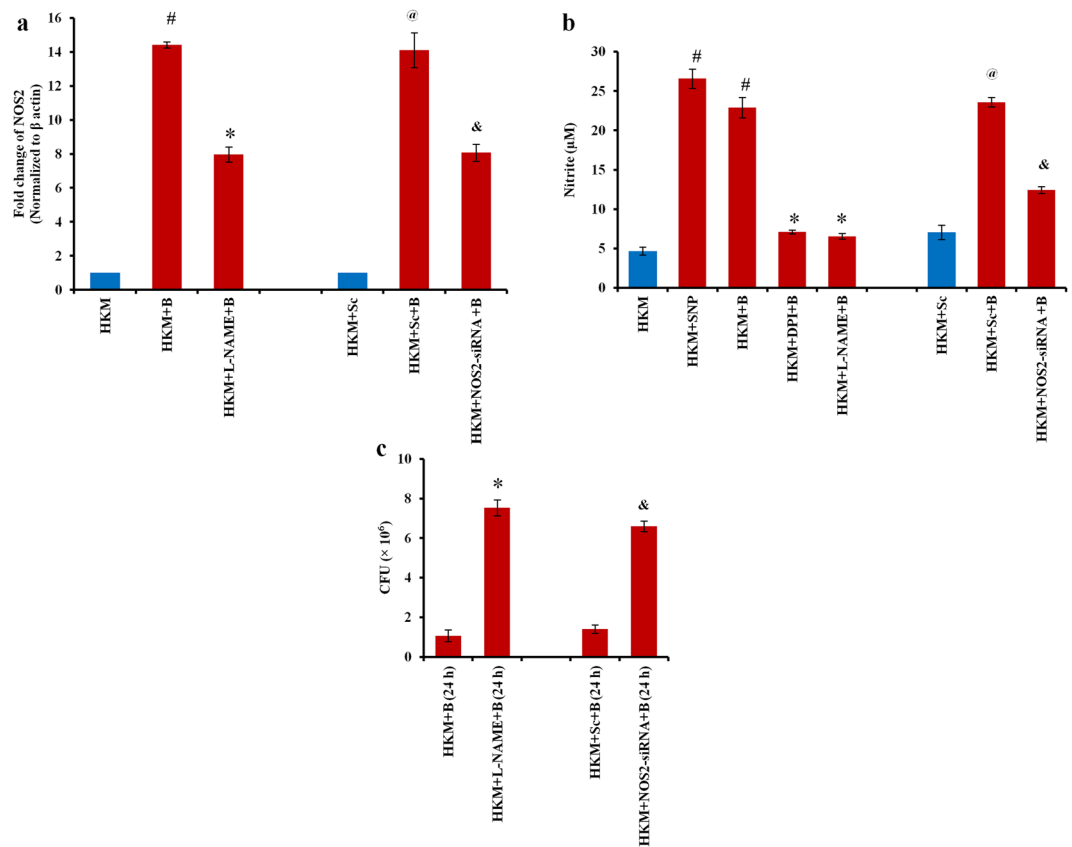 a
Fold change of NOS2
(Normalized to β actin)
16
14
12
10
8
6
4
2
0
#
*
@
&
HKM
HKM+B
HKM+L-NAME+B
HKM+Sc
HKM+Sc+B
HKM+NOS2-siRNA +B
b
Nitrite (µM)
30
25
20
15
10
5
0
#
#
*
*
@
&
HKM
HKM+SNP
HKM+B
HKM+DPI+B
HKM+L-NAME+B
HKM+Sc
HKM+Sc+B
HKM+NOS2-siRNA +B
c
CFU (× 10⁶)
10
8
6
4
2
0
*
&
HKM+B (24 h)
HKM+L-NAME+B (24 h)
HKM+Sc+B (24 h)
HKM+NOS2-siRNA+B (24 h)